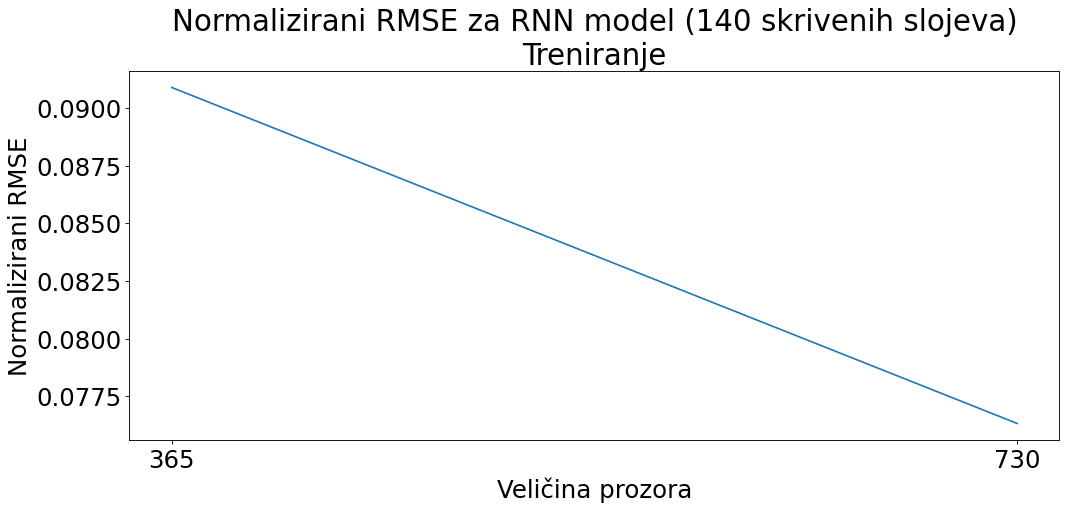 Normalizirani RMSE za RNN model (140 skrivenih slojeva)
Treniranje
Normalizirani RMSE
0.0900
0.0875
0.0850
0.0825
0.0800
0.0775
365
730
Veličina prozora